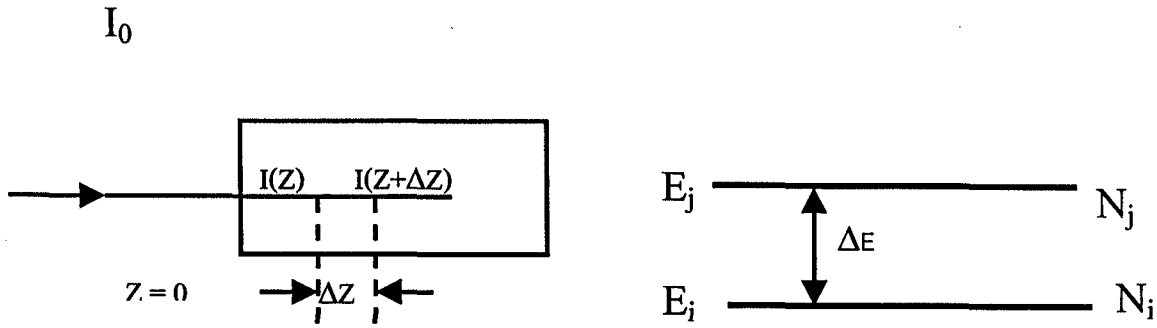 I₀
I(Z) I(Z+ΔZ)
Z = 0 ΔZ
Eⱼ Nⱼ
ΔE
Eᵢ Nᵢ